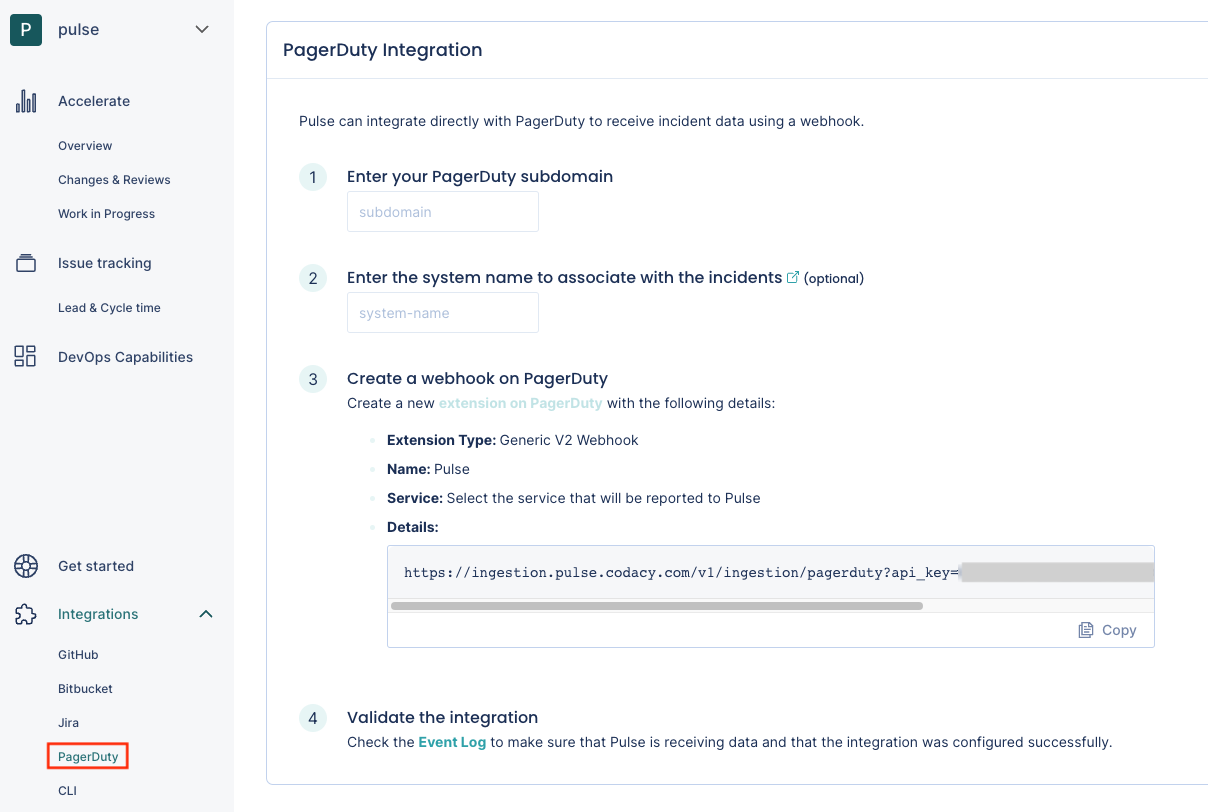 P pulse
Accelerate
Overview
Changes & Reviews
Work in Progress
Issue tracking
Lead & Cycle time
DevOps Capabilities
Get started
Integrations
GitHub
Bitbucket
Jira
PagerDuty
CLI
PagerDuty Integration
Pulse can integrate directly with PagerDuty to receive incident data using a webhook.
1 Enter your PagerDuty subdomain
subdomain
2 Enter the system name to associate with the incidents (optional)
system-name
3 Create a webhook on PagerDuty
Create a new extension on PagerDuty with the following details:
Extension Type: Generic V2 Webhook
Name: Pulse
Service: Select the service that will be reported to Pulse
Details:
https://ingestion.pulse.codacy.com/v1/ingestion/pagerduty?api_key=
Copy
4 Validate the integration
Check the Event Log to make sure that Pulse is receiving data and that the integration was configured successfully.